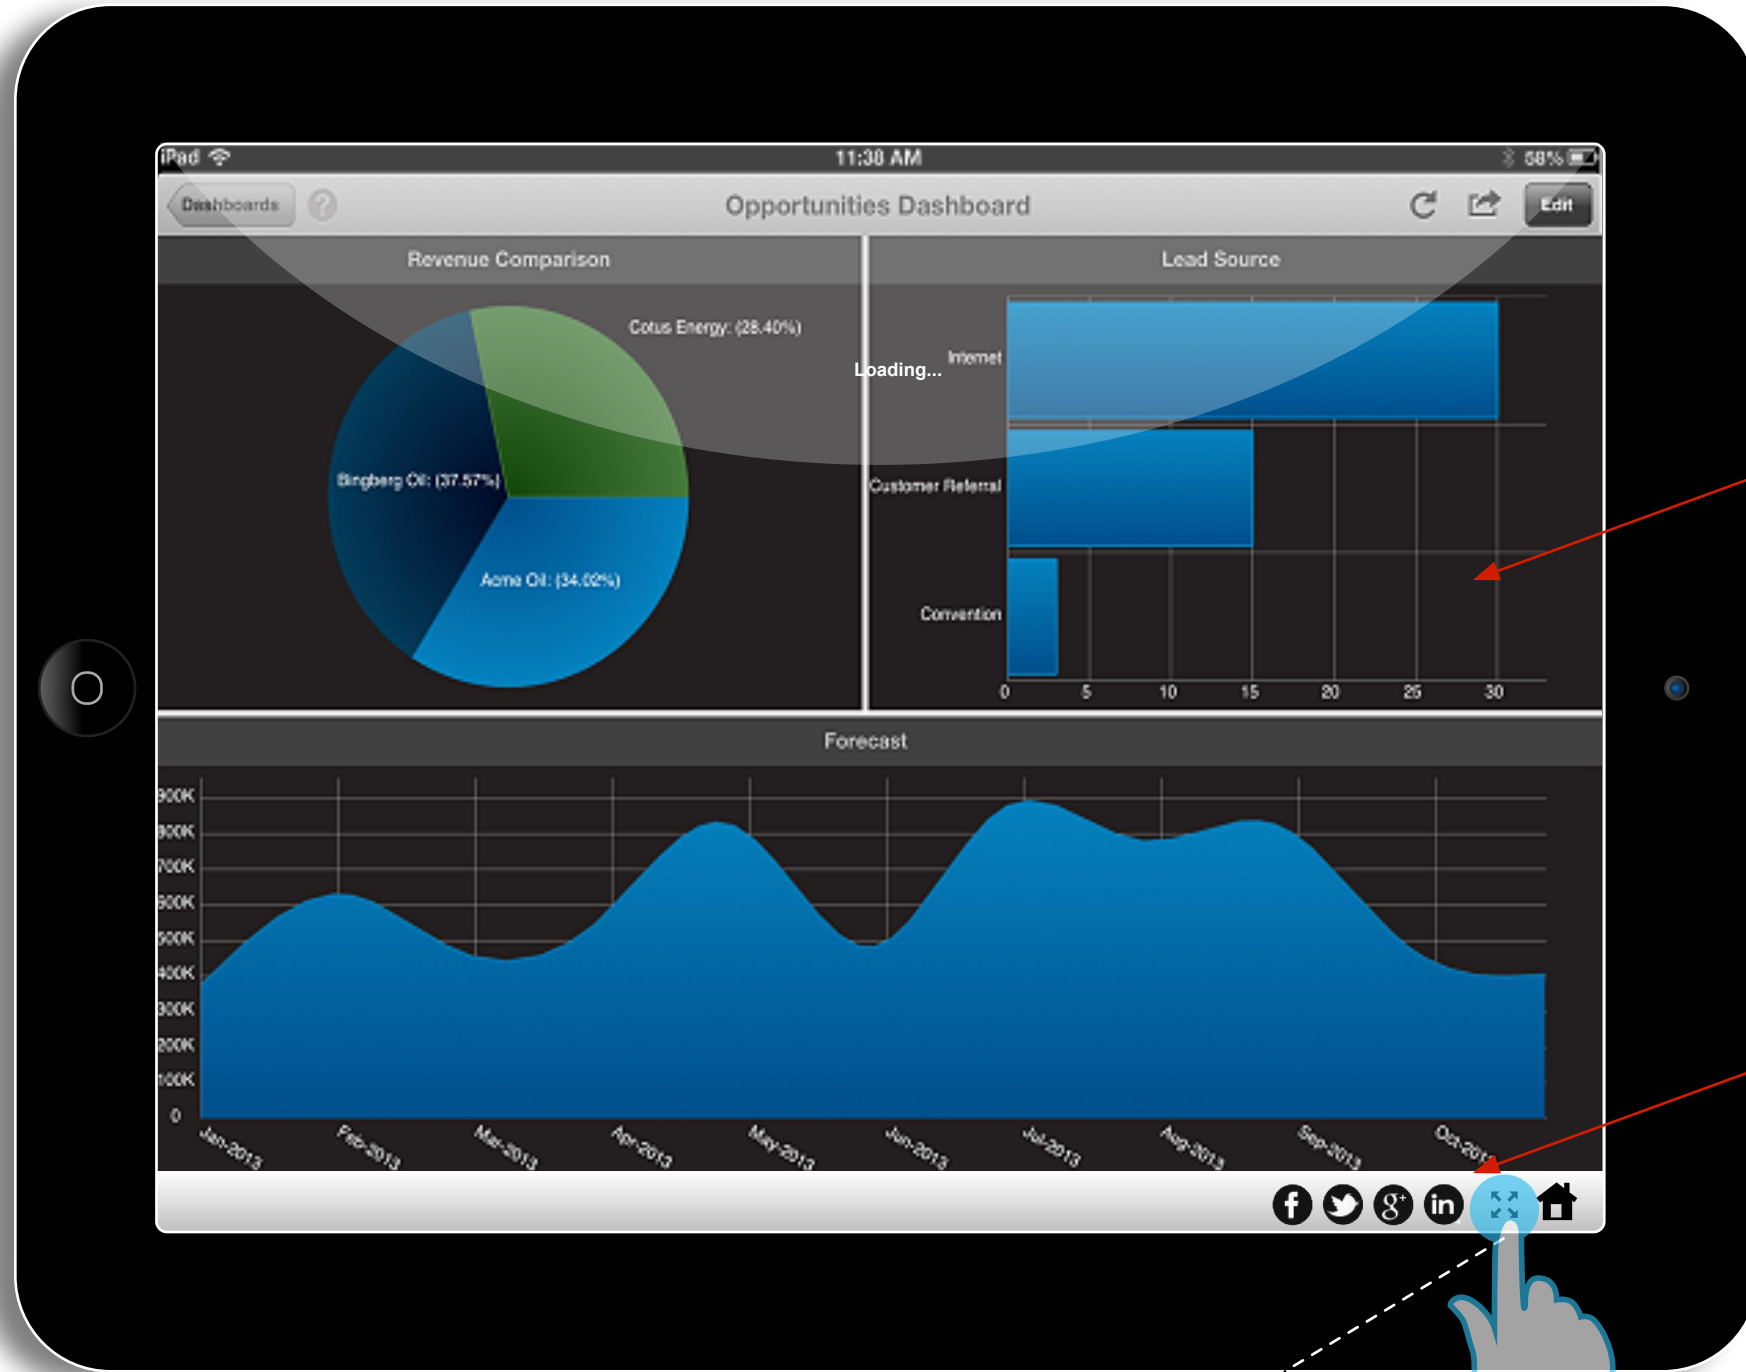 iPad 11:38 AM 58%
Dashboards ? Opportunities Dashboard Edit
Revenue Comparison
Cotus Energy: (28.40%)
Bingberg Oil: (37.57%)
Acme Oil: (34.02%)
Lead Source
Loading...
Internet
Customer Referral
Convention
0 5 10 15 20 25 30
Forecast
900K
800K
700K
600K
500K
400K
300K
200K
100K
0
Jan-2013 Feb-2013 Mar-2013 Apr-2013 May-2013 Jun-2013 Jul-2013 Aug-2013 Sep-2013 Oct-2013
f g+ in